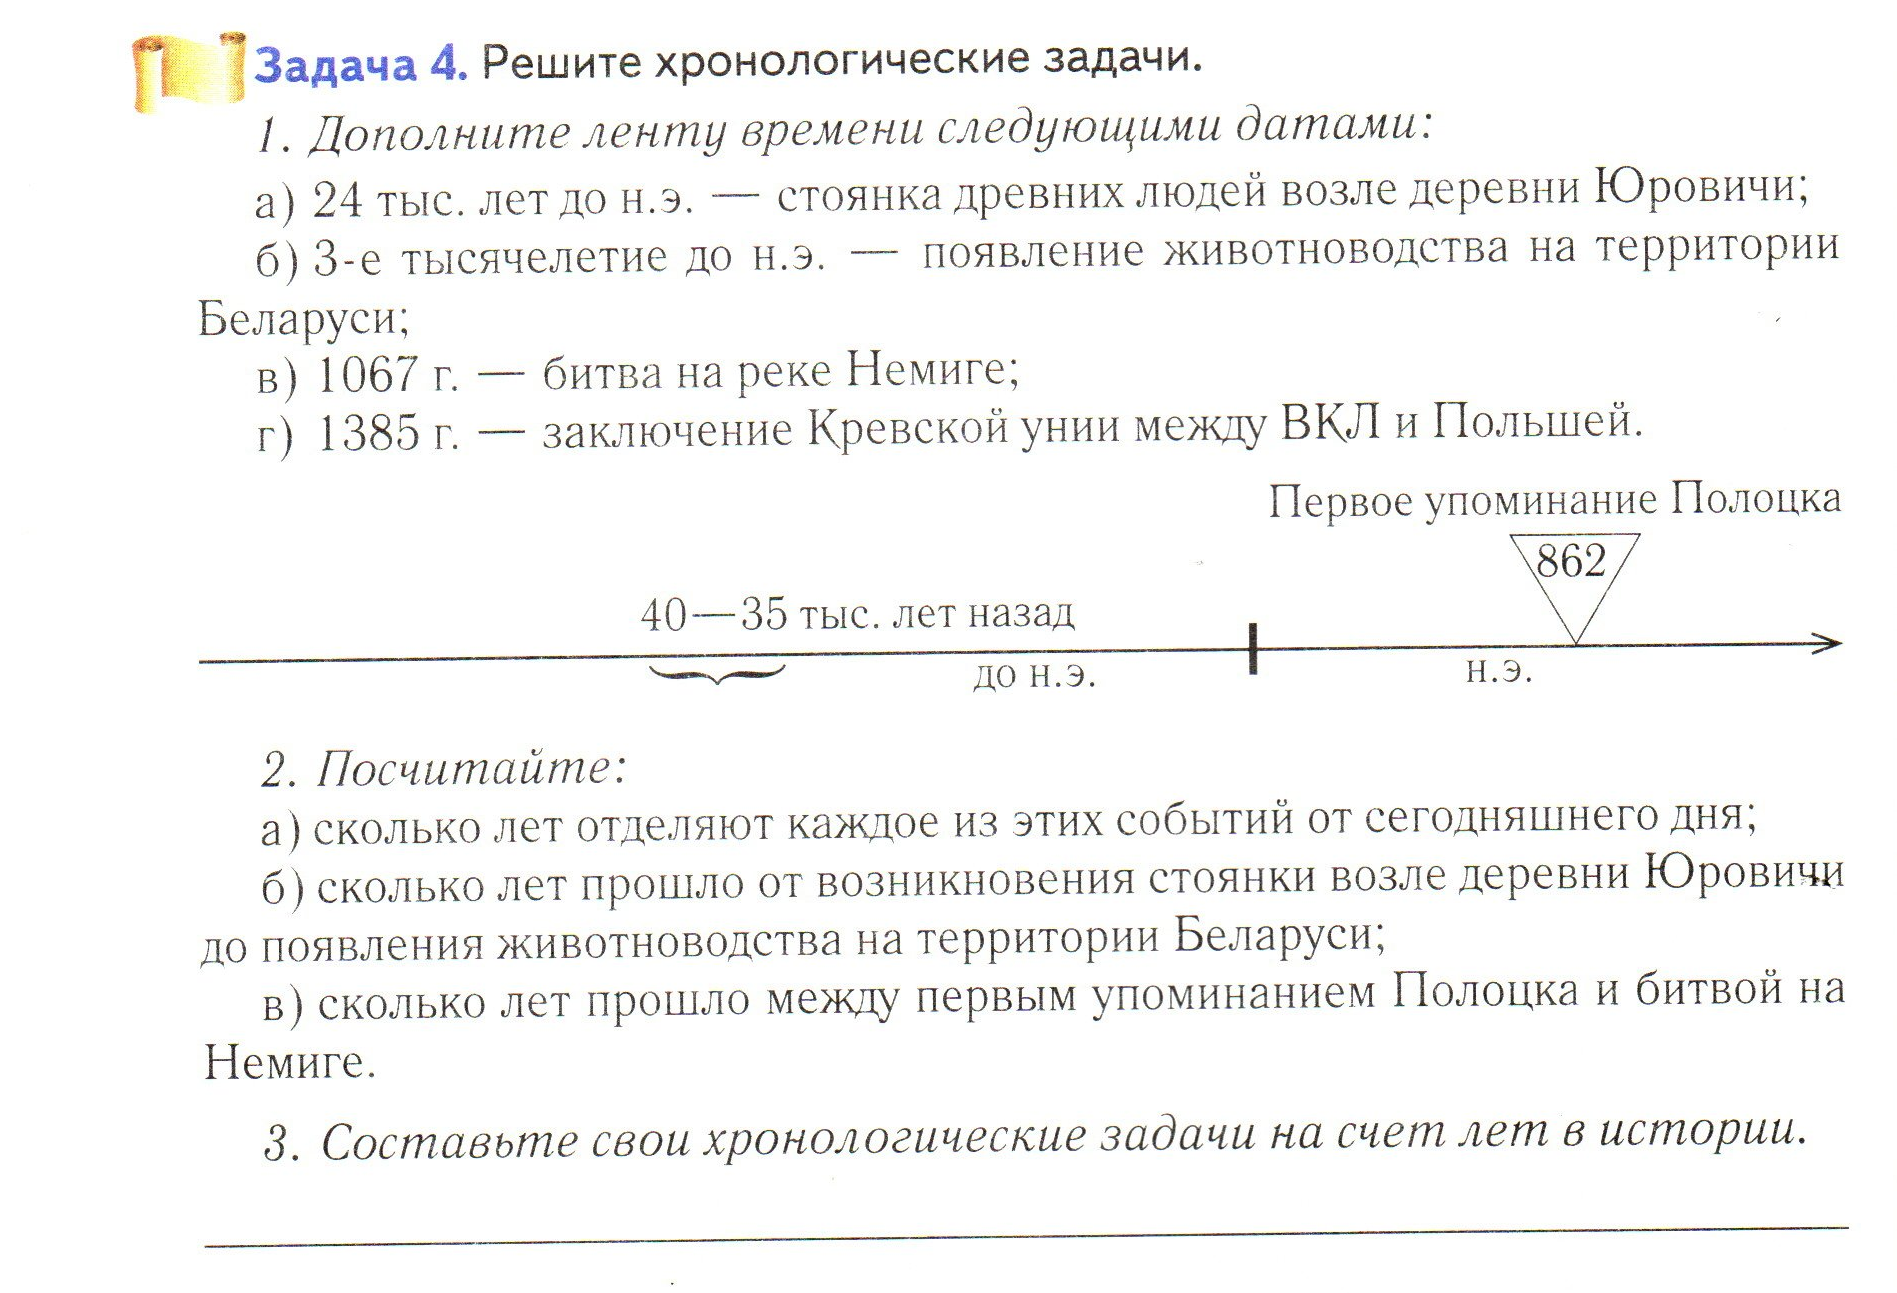 Задача 4. Решите хронологические задачи.
1. Дополните ленту времени следующими датами:
а) 24 тыс. лет до н.э. — стоянка древних людей возле деревни Юровичи;
б) 3-е тысячелетие до н.э. — появление животноводства на территории
Беларуси;
в) 1067 г. — битва на реке Немиге;
г) 1385 г. — заключение Кревской унии между ВКЛ и Польшей.
Первое упоминание Полоцка
862
40—35 тыс. лет назад
до н.э.
н.э.
2. Посчитайте:
а) сколько лет отделяют каждое из этих событий от сегодняшнего дня;
б) сколько лет прошло от возникновения стоянки возле деревни Юровичи
до появления животноводства на территории Беларуси;
в) сколько лет прошло между первым упоминанием Полоцка и битвой на
Немиге.
3. Составьте свои хронологические задачи на счет лет в истории.